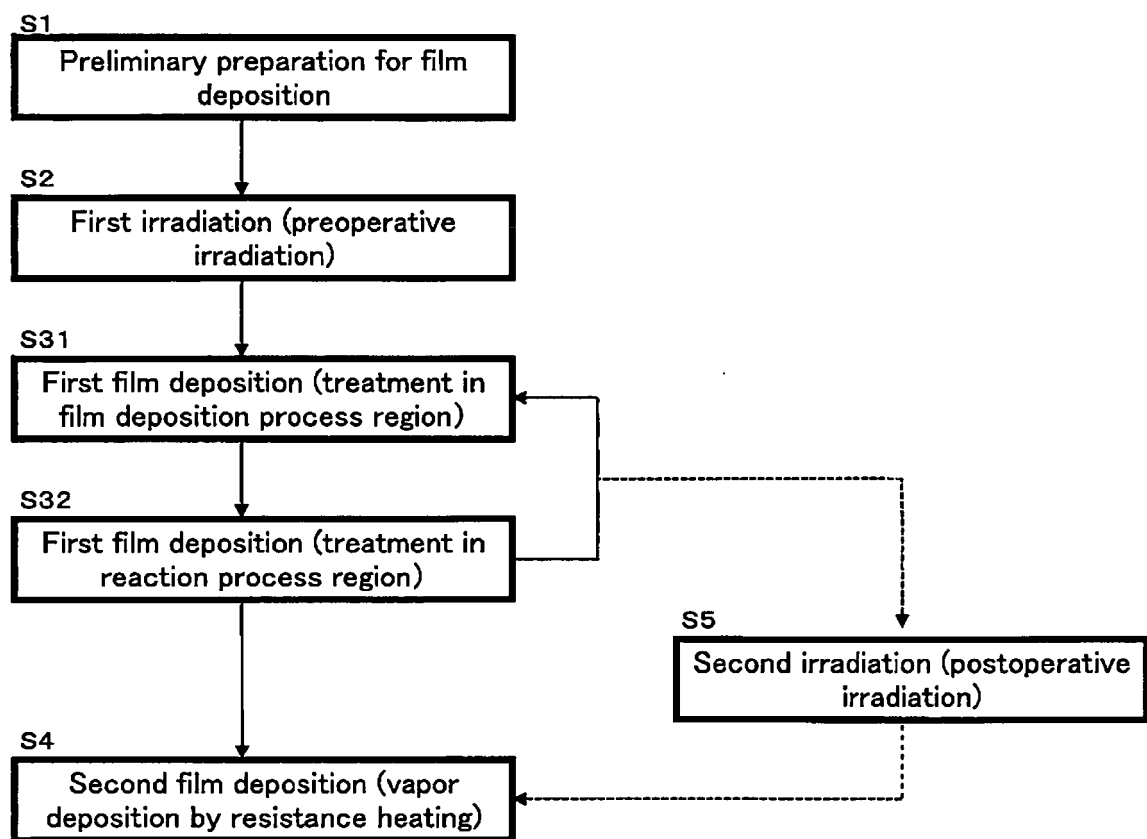 S1
Preliminary preparation for film
deposition
S2
First irradiation (preoperative
irradiation)
S31
First film deposition (treatment in
film deposition process region)
S32
First film deposition (treatment in
reaction process region)
S5
Second irradiation (postoperative
irradiation)
S4
Second film deposition (vapor
deposition by resistance heating)